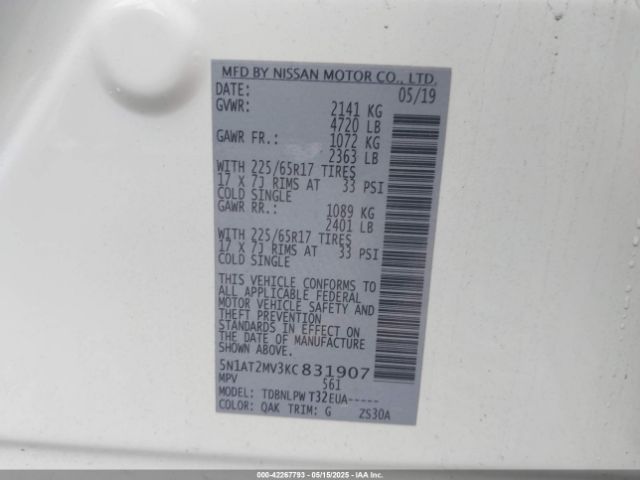 MFD BY NISSAN MOTOR CO., LTD.
DATE: 05/19
GVWR: 2141 KG
4720 LB
GAWR FR.: 1072 KG
2363 LB
WITH 225/65R17 TIRES
17 X 7J RIMS AT 33 PSI
COLD SINGLE
GAWR RR.: 1089 KG
2401 LB
WITH 225/65R17 TIRES
17 X 7J RIMS AT 33 PSI
COLD SINGLE
THIS VEHICLE CONFORMS TO
ALL APPLICABLE FEDERAL
MOTOR VEHICLE SAFETY AND
THEFT PREVENTION
STANDARDS IN EFFECT ON
THE DATE OF MANUFACTURE
SHOWN ABOVE.
5N1AT2MV3KC831907
MPV 561
MODEL: TDBNLPW T32EUA-----
COLOR: QAK TRIM: G ZS30A
000-42267793 - 05/15/2025 - IAAI.COM